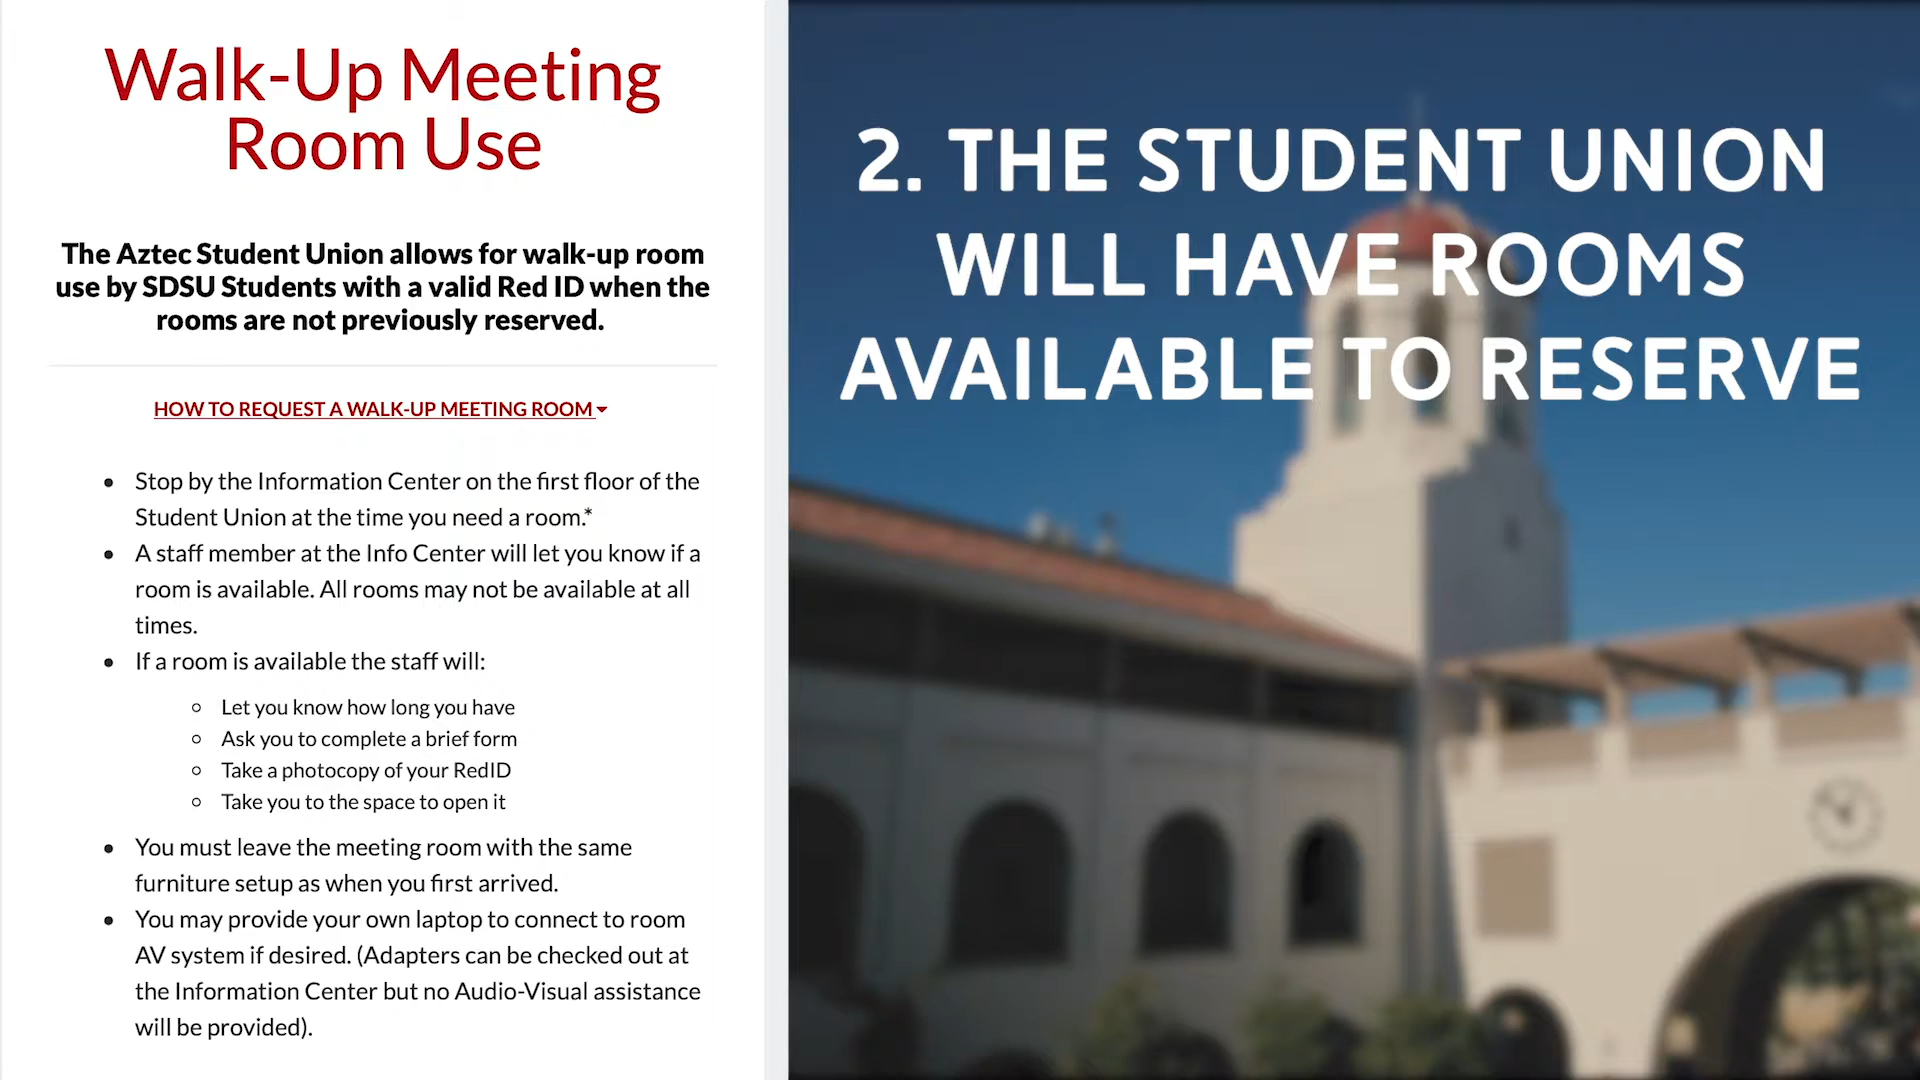 Walk-Up Meeting
Room Use
The Aztec Student Union allows for walk-up room
use by SDSU Students with a valid Red ID when the
rooms are not previously reserved.
HOW TO REQUEST A WALK-UP MEETING ROOM
Stop by the Information Center on the first floor of the
Student Union at the time you need a room.*
A staff member at the Info Center will let you know if a
room is available. All rooms may not be available at all
times.
If a room is available the staff will:
Let you know how long you have
Ask you to complete a brief form
Take a photocopy of your RedID
Take you to the space to open it
You must leave the meeting room with the same
furniture setup as when you first arrived.
You may provide your own laptop to connect to room
AV system if desired. (Adapters can be checked out at
the Information Center but no Audio-Visual assistance
will be provided).
2. THE STUDENT UNION
WILL HAVE ROOMS
AVAILABLE TO RESERVE